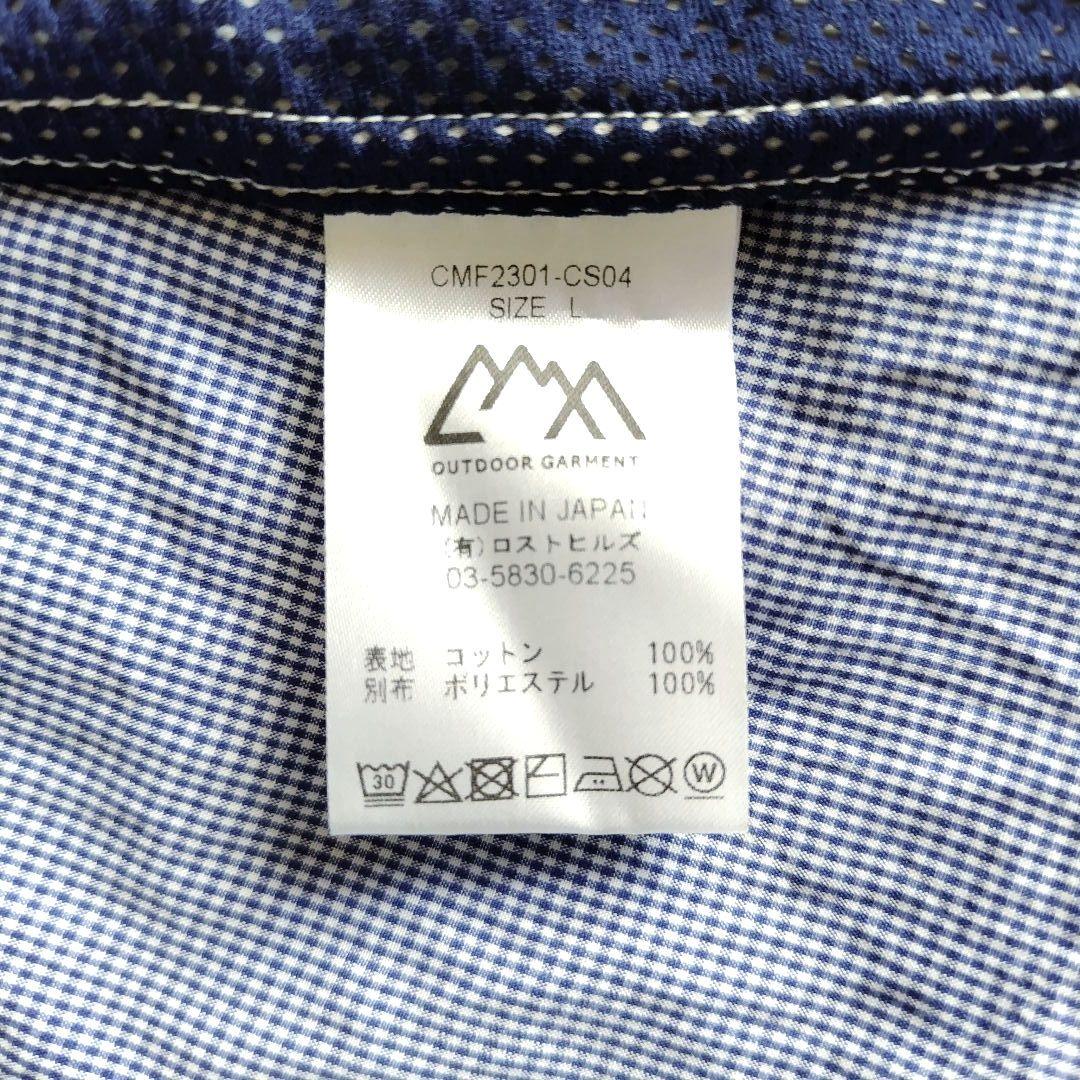 CMF2301-CS04
SIZE L
OUTDOOR GARMENT
MADE IN JAPAN
(有)ロストヒルズ
03-5830-6225
表地 コットン 100%
別布 ポリエステル 100%
30 W